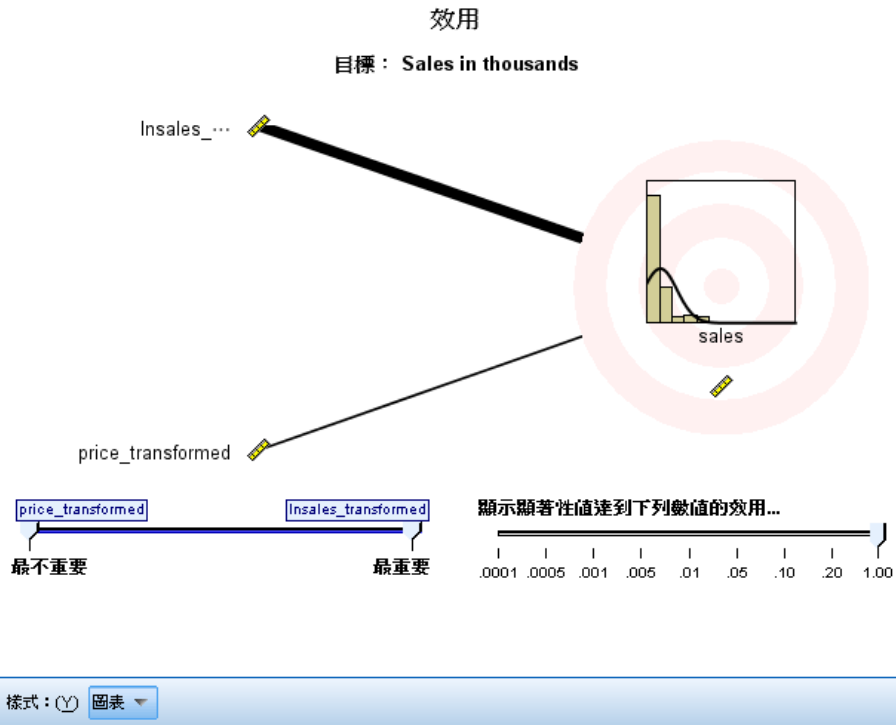 效用
目標： Sales in thousands
lnsales_...
sales
price_transformed
price_transformed
lnsales_transformed
最不重要
最重要
顯示顯著性值達到下列數值的效用...
.0001 .0005 .001 .005 .01 .05 .10 .20 1.00
樣式：(Y) 圖表